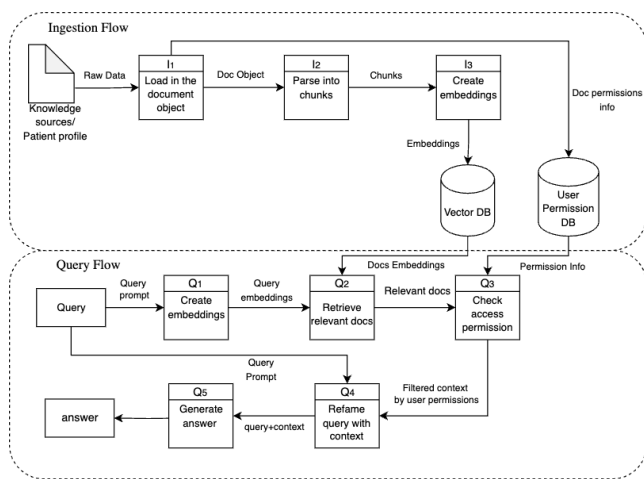 Ingestion Flow
I1
Load in the
document
object
I2
Parse into
chunks
I3
Create
embeddings
Raw Data
Doc Object
Chunks
Knowledge
sources/
Patient profile
Doc permissions
info
Embeddings
Vector DB
User
Permission
DB
Query Flow
Docs Embeddings
Permission Info
Query
Query
prompt
Q1
Create
embeddings
Query
embeddings
Q2
Retrieve
relevant docs
Relevant docs
Q3
Check
access
permission
Query
Prompt
Filtered context
by user permissions
Q4
Refame
query with
context
query+context
Q5
Generate
answer
answer